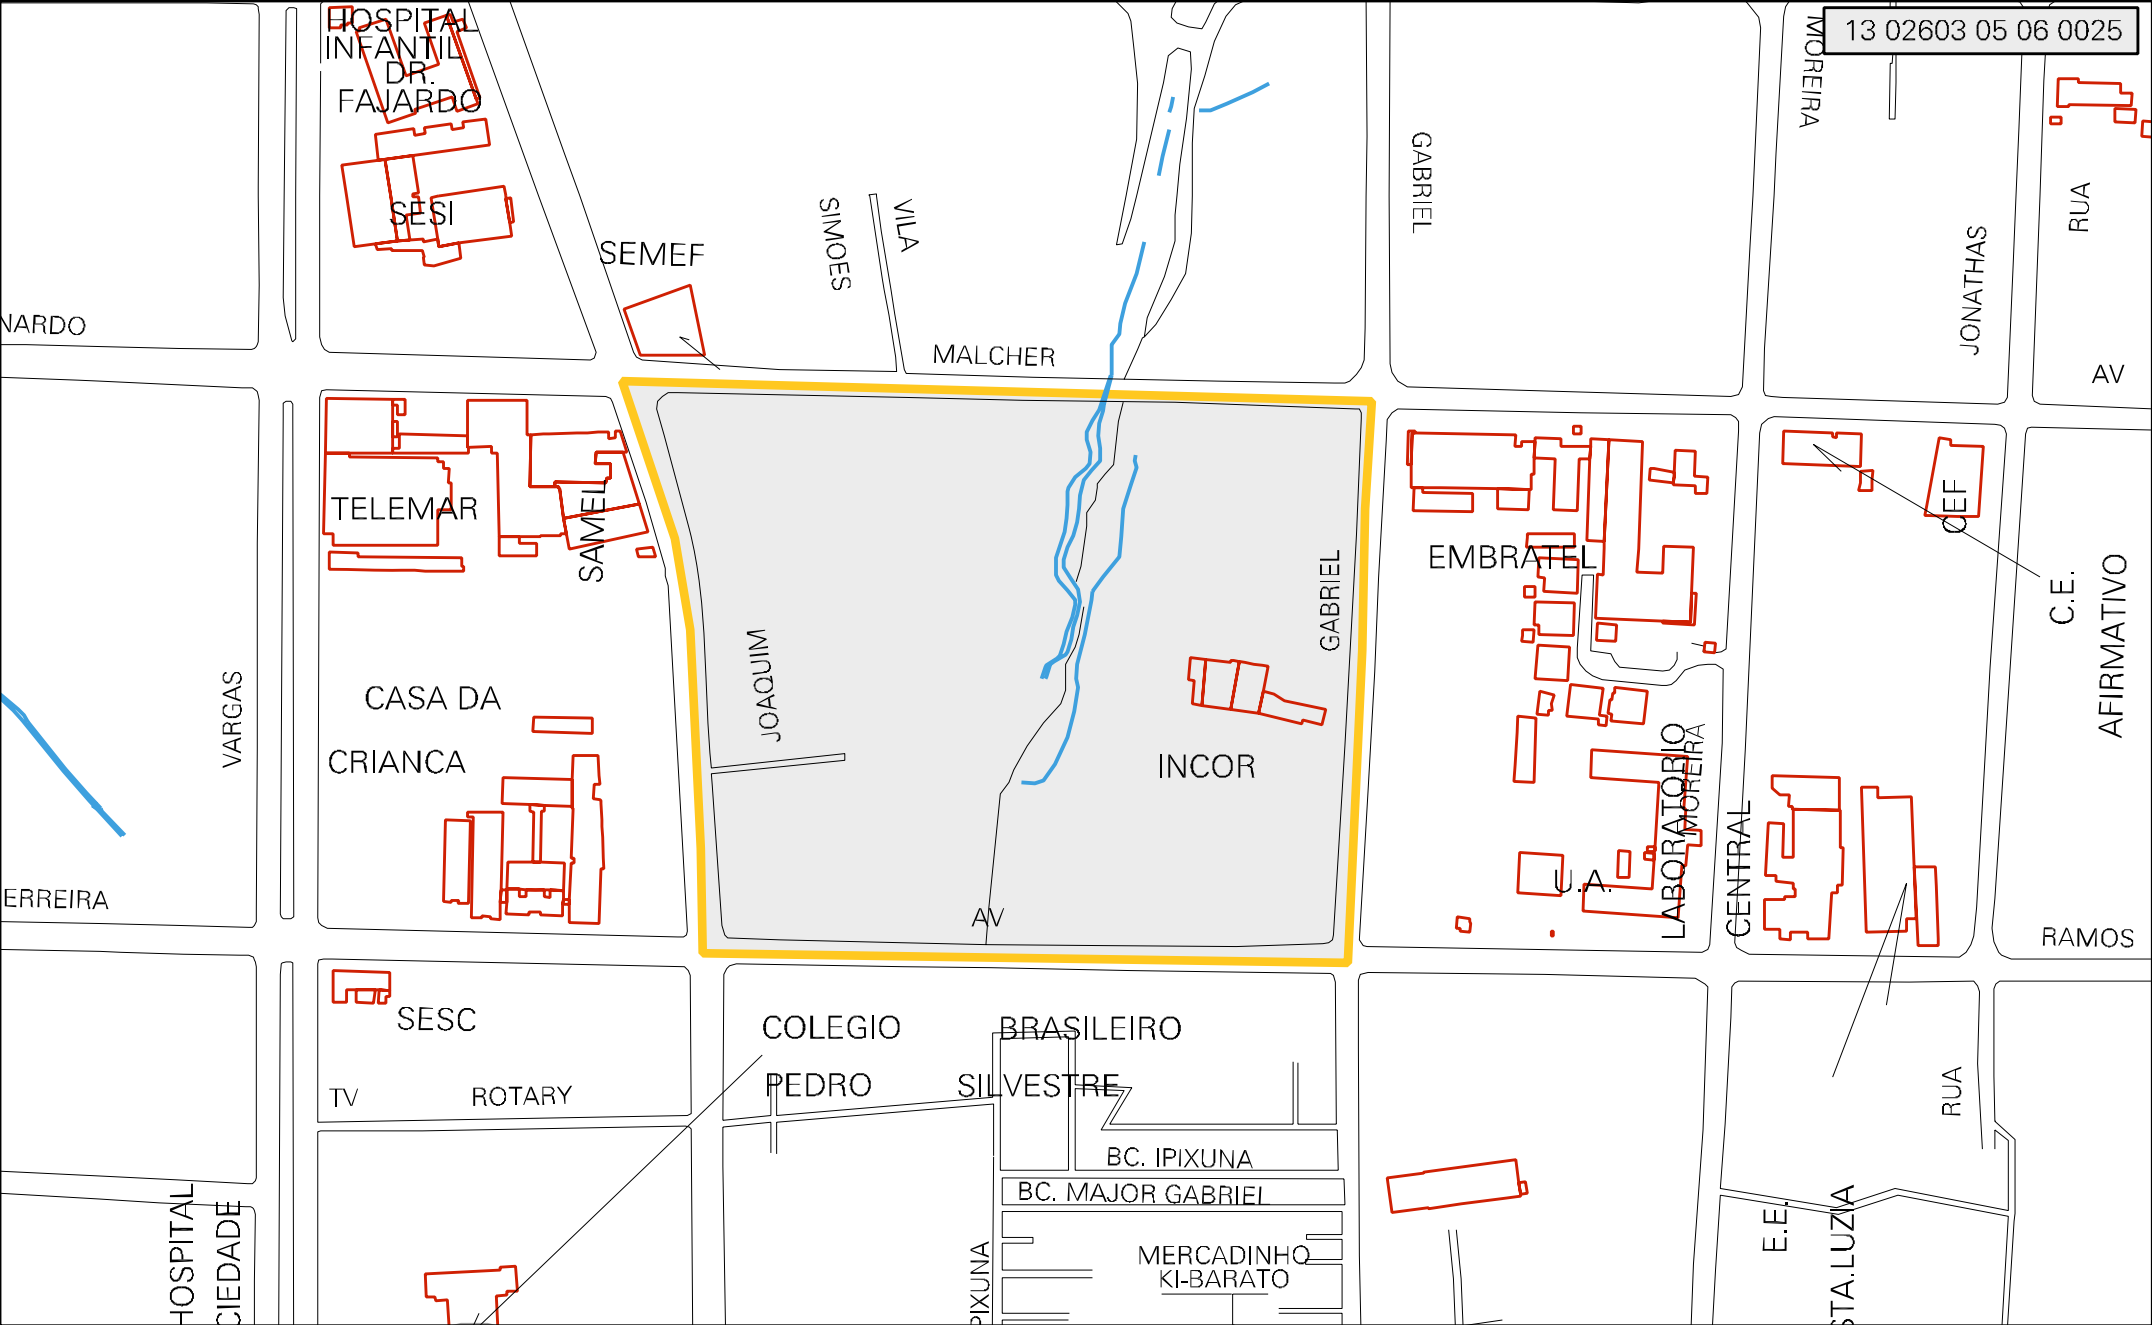 HOSPITAL
INFANTIL
DR.
FAJARDO
MOREIRA
13 02603 05 06 0025
GABRIEL
RUA
SESI
SIMOES
VILA
SEMEF
JONATHAS
NARDO
MALCHER
AV
TELEMAR
SAMEL
CEF
EMBRATEL
GABRIEL
C.E.
AFIRMATIVO
JOAQUIM
VARGAS
CASA DA
CRIANCA
INCOR
LABORATORIO
MOREIRA
CENTRAL
U.A.
ERREIRA
AV
RAMOS
SESC
COLEGIO BRASILEIRO
PEDRO SILVESTRE
TV ROTARY
RUA
BC. IPIXUNA
BC. MAJOR GABRIEL
HOSPITAL
CIEDADE
PIXUNA
MERCADINHO
KI-BARATO
E.E.
STA.LUZIA